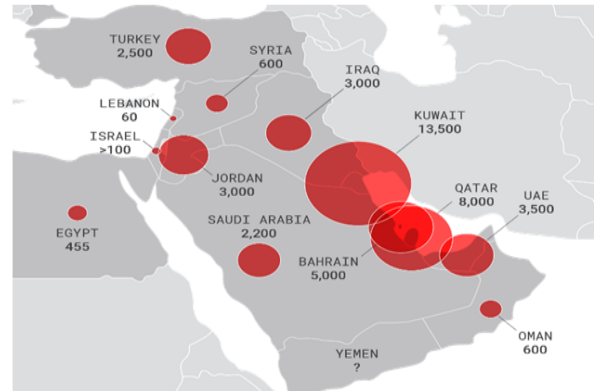 TURKEY
2,500
SYRIA
600
IRAQ
3,000
LEBANON
60
KUWAIT
13,500
ISRAEL
>100
JORDAN
3,000
QATAR
8,000
UAE
3,500
SAUDI ARABIA
2,200
EGYPT
455
BAHRAIN
5,000
OMAN
600
YEMEN
?